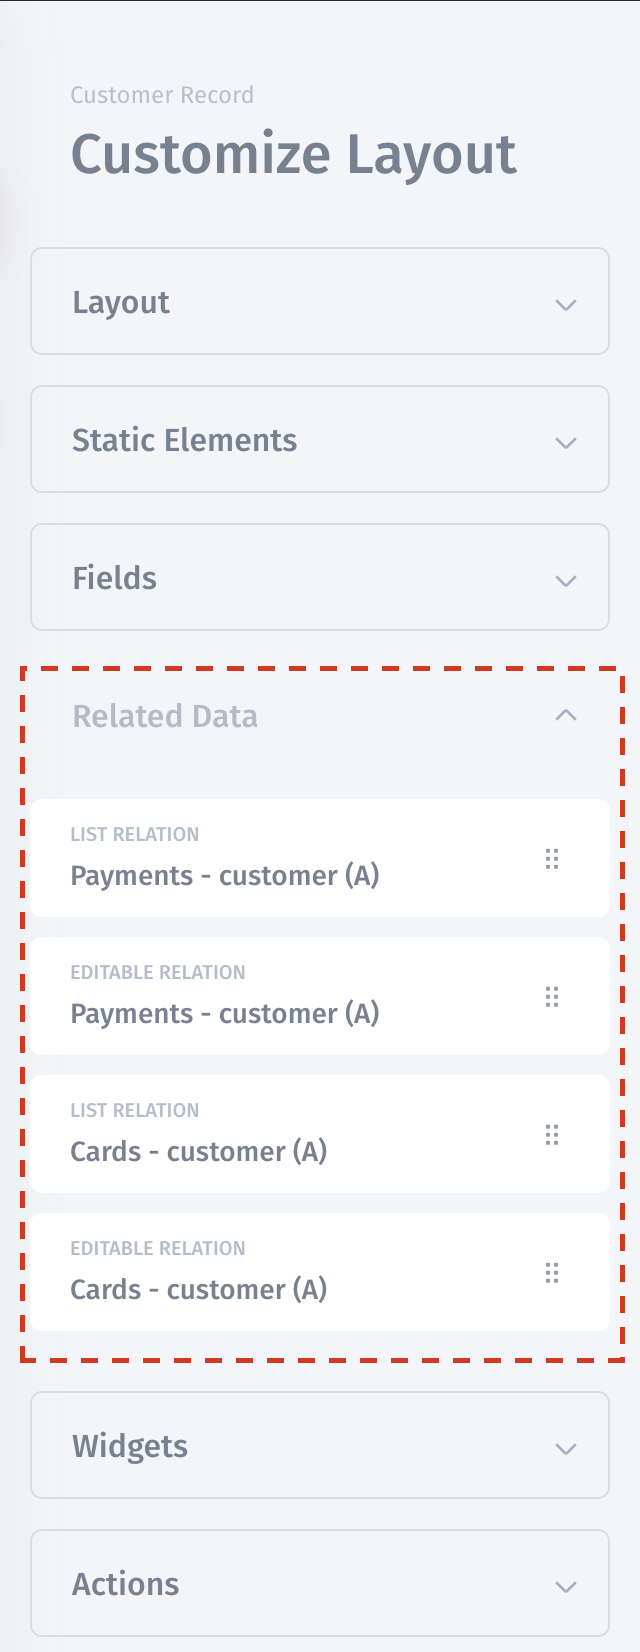 Customer Record
Customize Layout
Layout
Static Elements
Fields
Related Data
LIST RELATION
Payments - customer (A)
EDITABLE RELATION
Payments - customer (A)
LIST RELATION
Cards - customer (A)
EDITABLE RELATION
Cards - customer (A)
Widgets
Actions